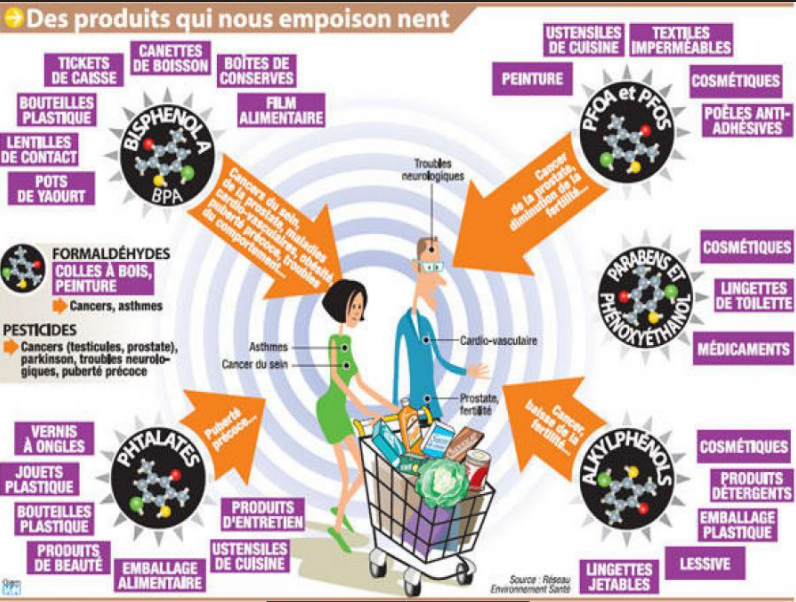 Des produits qui nous empoison nent
TICKETS
DE CAISSE
CANETTES
DE BOISSON
BOÎTES DE
CONSERVES
BOUTEILLES
PLASTIQUE
FILM
ALIMENTAIRE
LENTILLES
DE CONTACT
POTS
DE YAOURT
BISPHENOL A
BPA
Cancers du sein,
de la prostate, maladies
cardio-vasculaires, obésité,
puberté précoce, troubles
du comportement...
USTENSILES
DE CUISINE
TEXTILES
IMPERMÉABLES
PEINTURE
COSMÉTIQUES
POÊLES ANTI-
ADHÉSIVES
PFOA et PFOS
Cancer
de la prostate,
diminution de la
fertilité...
Troubles
neurologiques
FORMALDÉHYDES
COLLES À BOIS,
PEINTURE
Cancers, asthmes
PESTICIDES
Cancers (testicules, prostate),
parkinson, troubles neurolo-
giques, puberté précoce
PARABENS ET
PHENOXYÉTHANOL
COSMÉTIQUES
LINGETTES
DE TOILETTE
MÉDICAMENTS
Asthmes
Cancer du sein
Cardio-vasculaire
Prostate,
fertilité
VERNIS
À ONGLES
JOUETS
PLASTIQUE
BOUTEILLES
PLASTIQUE
PRODUITS
DE BEAUTÉ
EMBALLAGE
ALIMENTAIRE
PRODUITS
D'ENTRETIEN
USTENSILES
DE CUISINE
PHTALATES
Puberté
précoce...
Cancer,
baisse de la
fertilité...
ALKYLPHÉNOLS
COSMÉTIQUES
PRODUITS
DÉTERGENTS
EMBALLAGE
PLASTIQUE
LESSIVE
LINGETTES
JETABLES
Source : Réseau
Environnement Santé